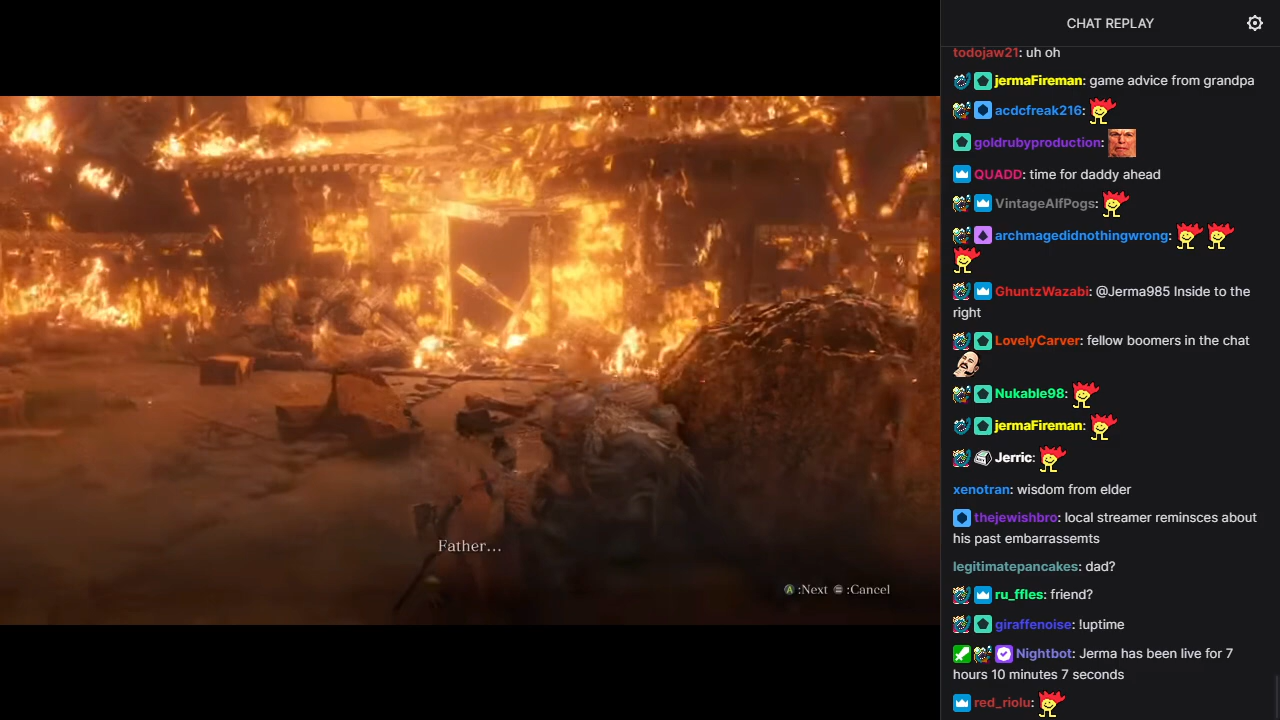 Father...
A :Next :Cancel
CHAT REPLAY
todojaw21: uh oh
jermaFireman: game advice from grandpa
acdcfreak216:
goldrubyproduction:
QUADD: time for daddy ahead
VintageAlfPogs:
archmagedidnothingwrong:
GhuntzWazabi: @Jerma985 Inside to the
right
LovelyCarver: fellow boomers in the chat
Nukable98:
jermaFireman:
Jerric:
xenotran: wisdom from elder
thejewishbro: local streamer reminsces about
his past embarrassemts
legitimatepancakes: dad?
ru_ffles: friend?
giraffenoise: !uptime
Nightbot: Jerma has been live for 7
hours 10 minutes 7 seconds
red_riolu: